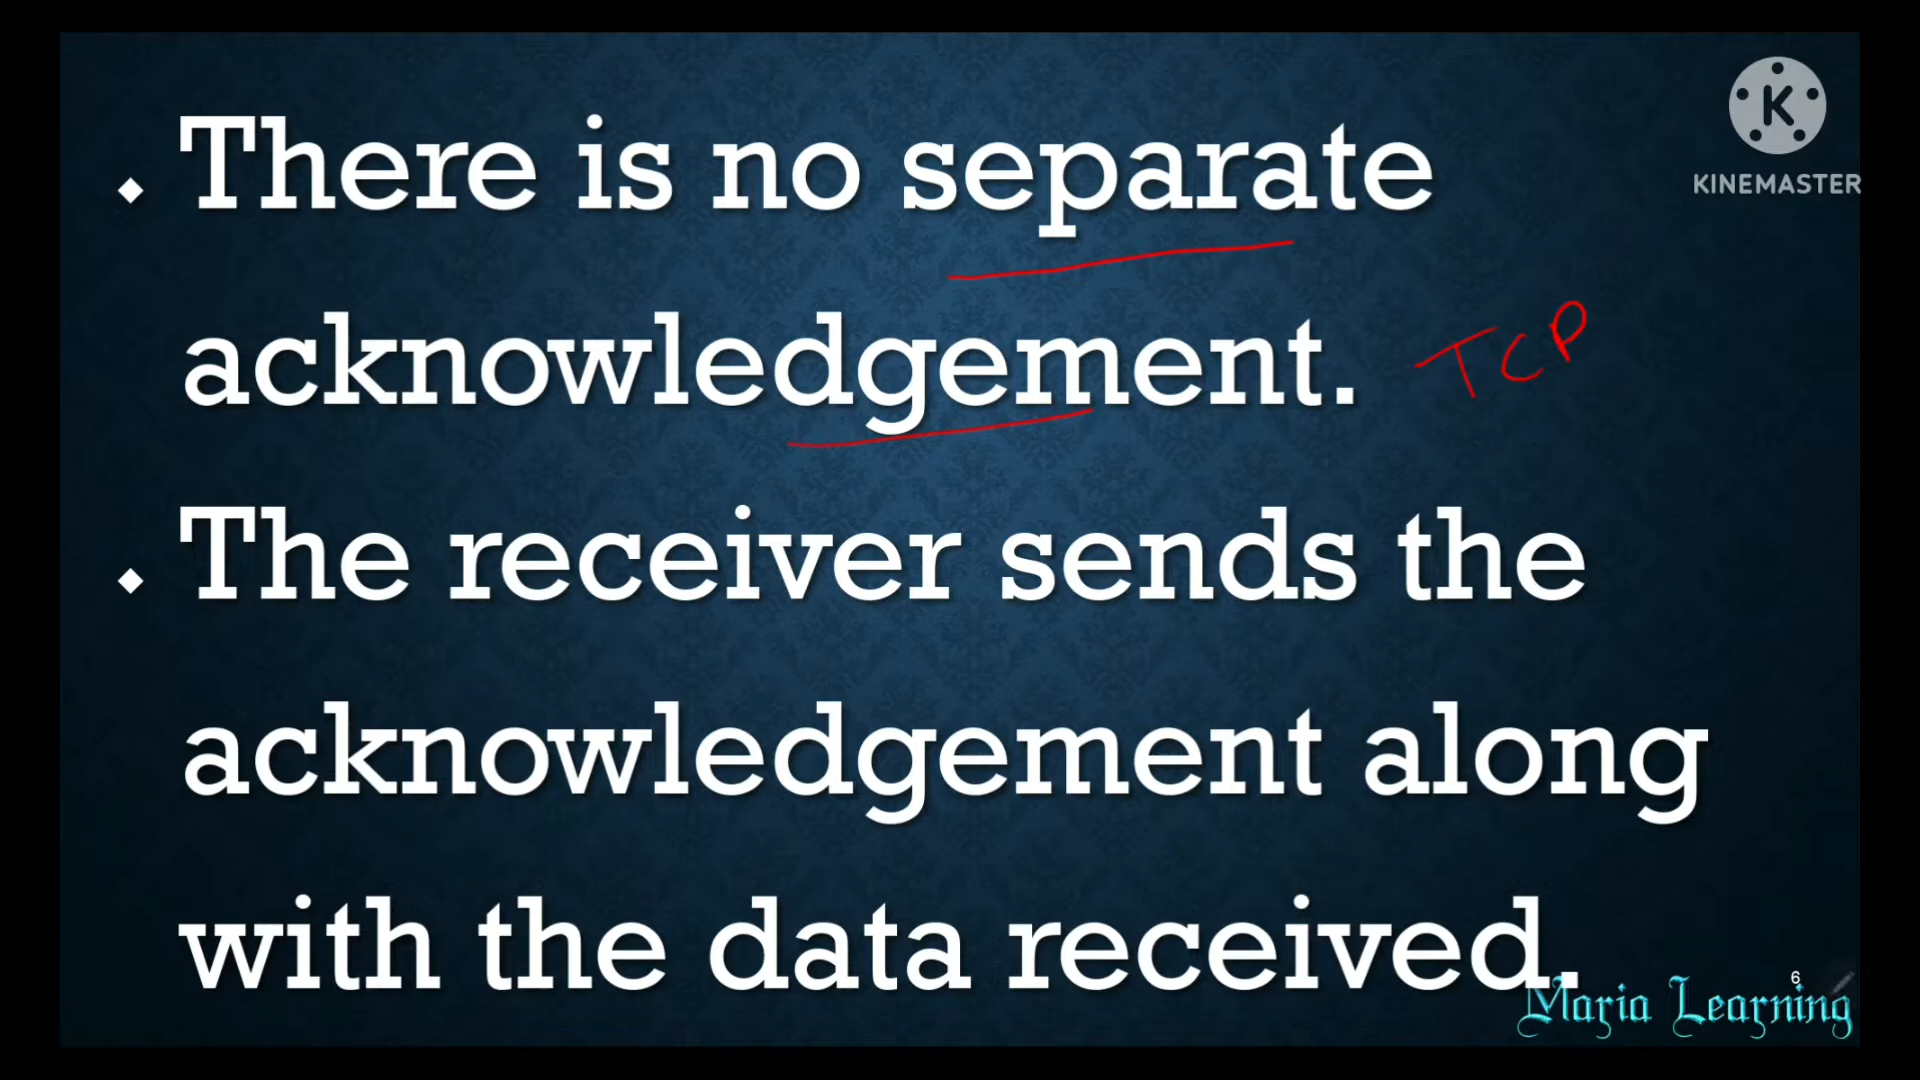 There is no separate
acknowledgement.
TCP
The receiver sends the
acknowledgement along
with the data received.
K
KINEMASTER
6
Maria Learning